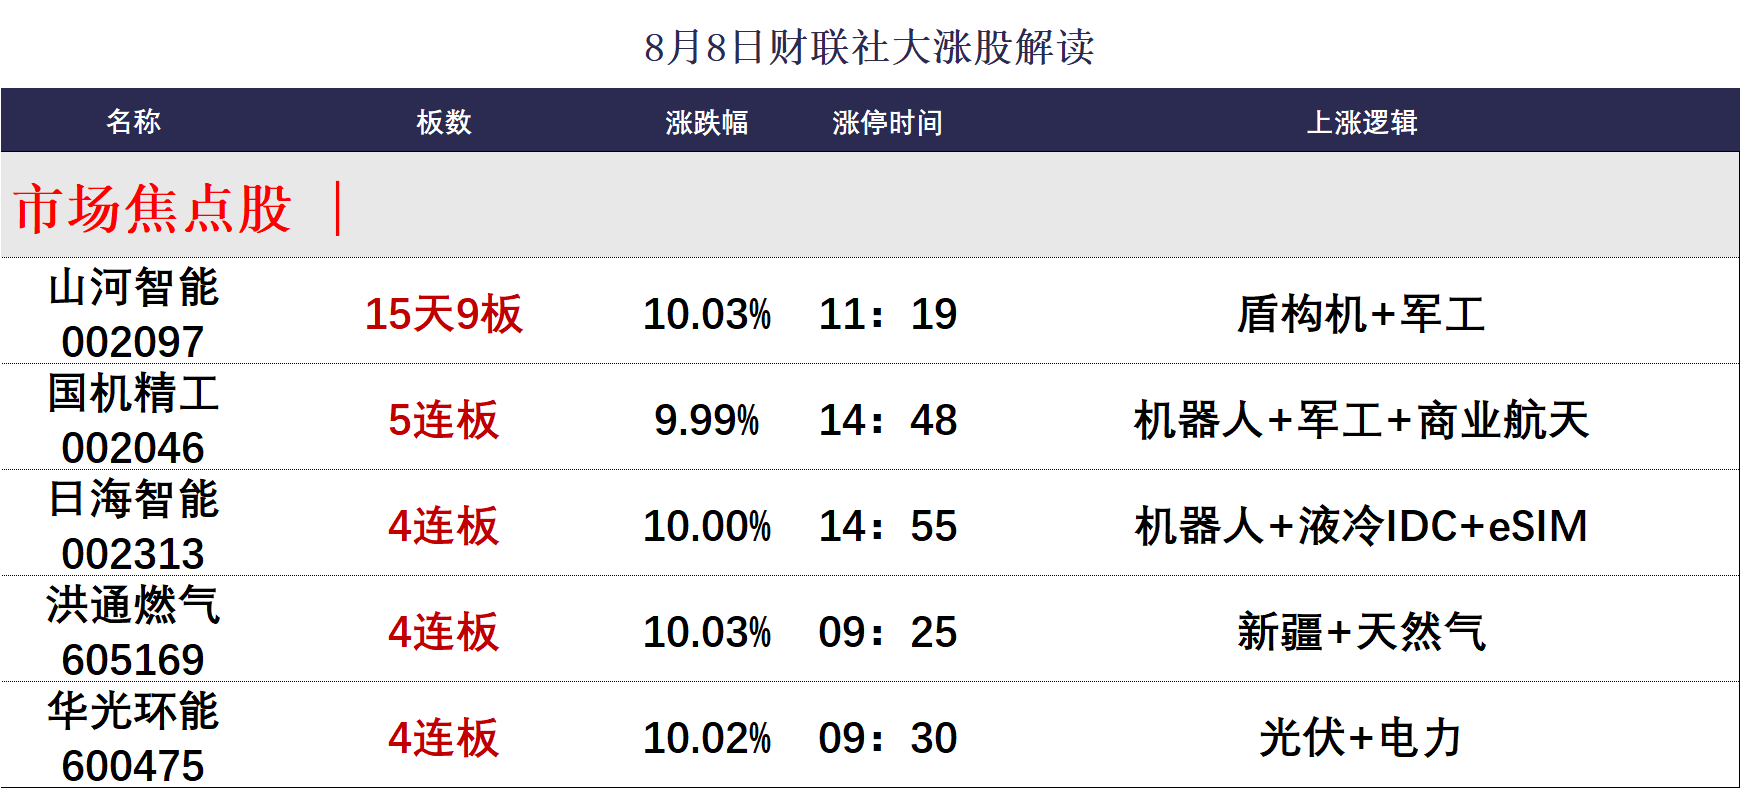 8月8日财联社大涨股解读
名称 板数 涨跌幅 涨停时间 上涨逻辑
市场焦点股 ｜
山河智能
002097 15天9板 10.03% 11：19 盾构机+军工
国机精工
002046 5连板 9.99% 14：48 机器人+军工+商业航天
日海智能
002313 4连板 10.00% 14：55 机器人+液冷IDC+eSIM
洪通燃气
605169 4连板 10.03% 09：25 新疆+天然气
华光环能
600475 4连板 10.02% 09：30 光伏+电力